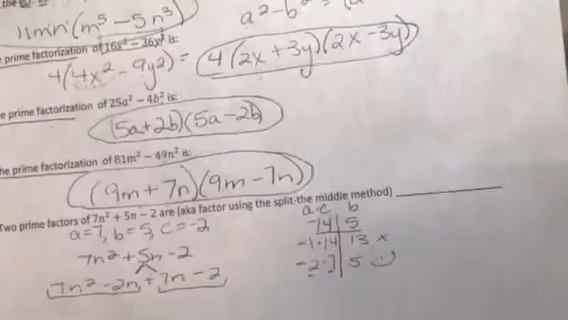 11mn(m⁵ - 5n³)
a² - b²
prime factorization of 16x² - 36y² is:
4(4x² - 9y²) = 4(2x + 3y)(2x - 3y)
e prime factorization of 25a² - 4b² is:
(5a + 2b)(5a - 2b)
he prime factorization of 81m² - 49n² is:
(9m + 7n)(9m - 7n)
Two prime factors of 7n² + 5n - 2 are (aka factor using the split-the middle method)
a = 7, b = 5, c = -2
a·c b
-14 5
-1·14 13 x
-2·7 5
7n² + 5n - 2
7n² - 2n + 7n - 2